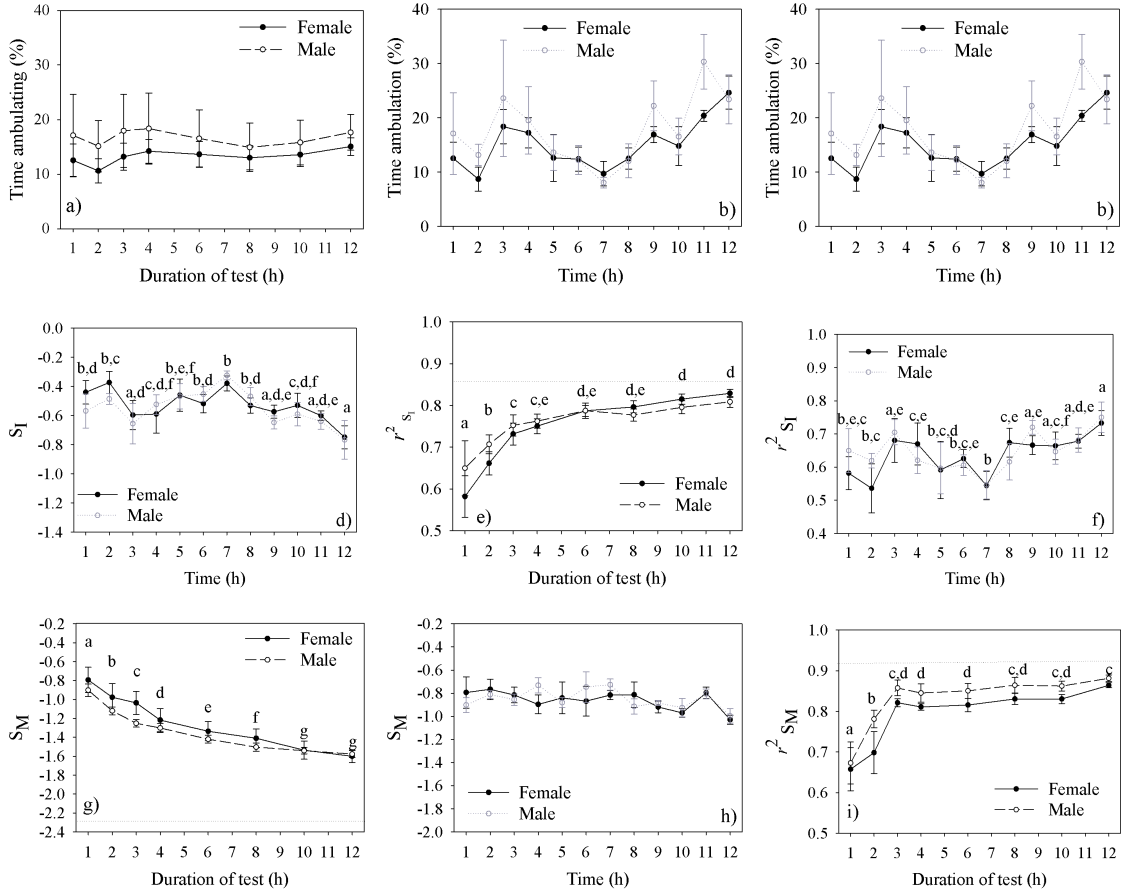 Time ambulating (%)
40
30
20
10
0
Female
Male
a)
1 2 3 4 5 6 7 8 9 10 11 12
Duration of test (h)
Time ambulation (%)
40
30
20
10
0
Female
Male
b)
1 2 3 4 5 6 7 8 9 10 11 12
Time (h)
Time ambulation (%)
40
30
20
10
0
Female
Male
b)
1 2 3 4 5 6 7 8 9 10 11 12
Time (h)
S_I
0.0
-0.2
-0.4
-0.6
-0.8
-1.0
-1.2
-1.4
b,d b,c a,d c,d,f b,e,f b,d b b,d a,d,e c,d,f a,d,e a
Female
Male
d)
1 2 3 4 5 6 7 8 9 10 11 12
Time (h)
r² S_I
1.0
0.9
0.8
0.7
0.6
0.5
a b c c,e d,e d,e d d
Female
Male
e)
1 2 3 4 5 6 7 8 9 10 11 12
Duration of test (h)
r² S_I
1.0
0.9
0.8
0.7
0.6
0.5
0.4
Female
Male
b,e,c b,c a,e c,e b,c,d b,c,e b c,e a,e a,c,f a,d,e a
f)
1 2 3 4 5 6 7 8 9 10 11 12
Time (h)
S_M
-0.2
-0.4
-0.6
-0.8
-1.0
-1.2
-1.4
-1.6
-1.8
-2.0
-2.2
-2.4
Female
Male
a b c d e f g g
g)
1 2 3 4 5 6 7 8 9 10 11 12
Duration of test (h)
S_M
-0.2
-0.4
-0.6
-0.8
-1.0
-1.2
-1.4
-1.6
-1.8
-2.0
Female
Male
h)
1 2 3 4 5 6 7 8 9 10 11 12
Time (h)
r² S_M
1.0
0.9
0.8
0.7
0.6
0.5
a b c,d d d c,d c,d c
Female
Male
i)
1 2 3 4 5 6 7 8 9 10 11 12
Duration of test (h)